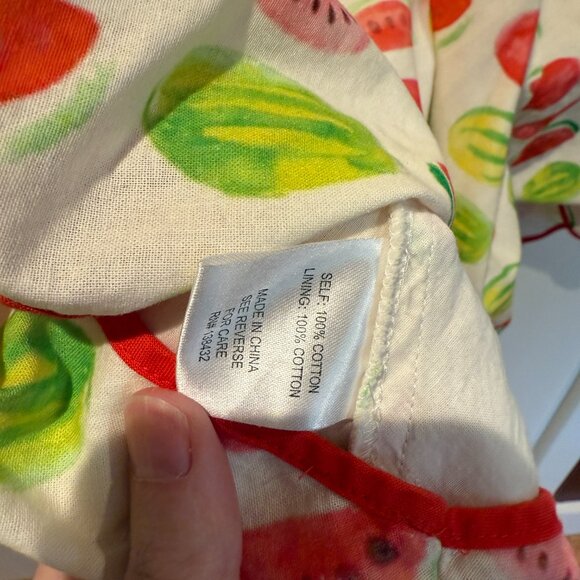 SELF: 100% COTTON
LINING: 100% COTTON
MADE IN CHINA
SEE REVERSE
FOR CARE
RN# 138432